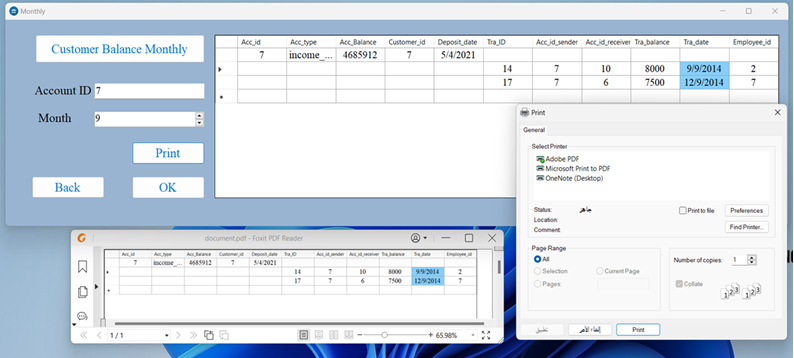 Monthly
Customer Balance Monthly
Account ID 7
Month 9
Print
Back OK
Acc_id Acc_type Acc_Balance Customer_id Deposit_date Tra_ID Acc_id_sender Acc_id_receiver Tra_balance Tra_date Employee_id
7 income_... 4685912 7 5/4/2021
14 7 10 8000 9/9/2014 2
17 7 6 7500 12/9/2014 7
Print
General
Select Printer
Adobe PDF
Microsoft Print to PDF
OneNote (Desktop)
Status: جاهز
Location:
Comment:
Print to file Preferences
Find Printer...
Page Range
All
Selection Current Page
Pages:
Number of copies: 1
Collate
1 1 2 2 3 3
تطبيق إلغاء الأمر Print
document.pdf - Foxit PDF Reader
Acc_id Acc_type Acc_Balance Customer_id Deposit_date Tra_ID Acc_id_sender Acc_id_receiver Tra_balance Tra_date Employee_id
7 income_... 4685912 7 5/4/2021
14 7 10 8000 9/9/2014 2
17 7 6 7500 12/9/2014 7
1 / 1 65.98%